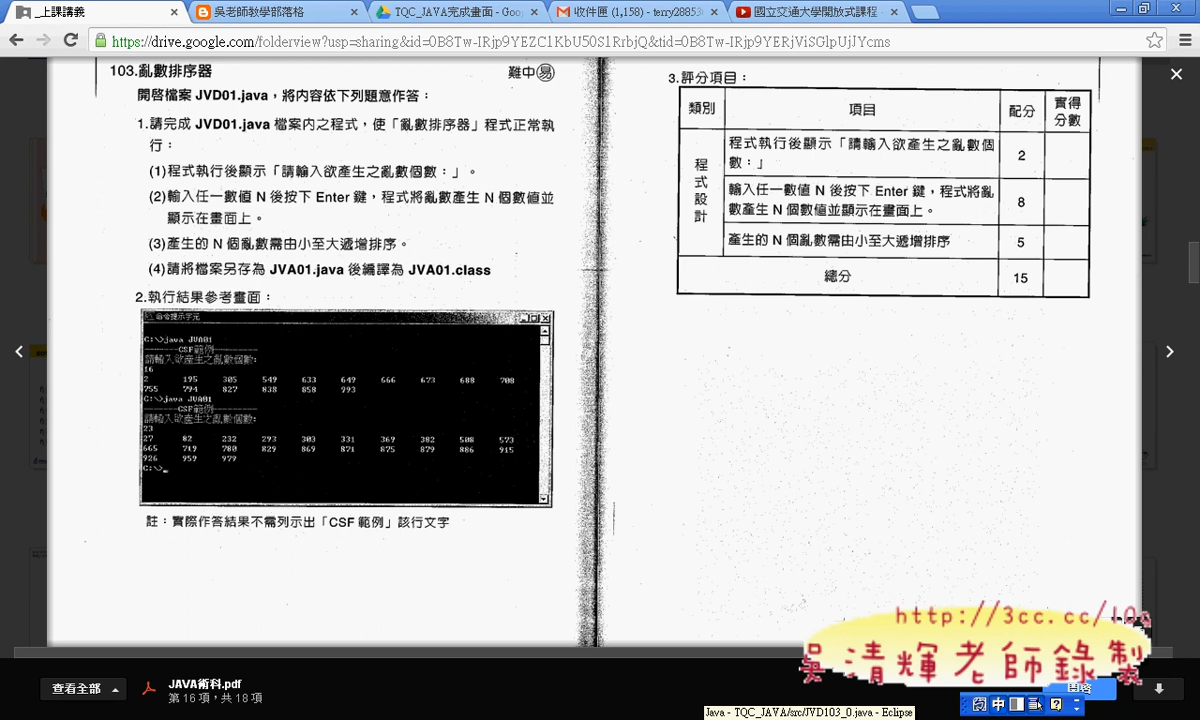 _上課講義
吳老師教學部落格
TQC_JAVA完成畫面 - Goo
收件匣 (1,158) - terry28853
國立交通大學開放式課程
https://drive.google.com/folderview?usp=sharing&id=0B8Tw-IRjp9YEZC1KbU50S1RrbjQ&tid=0B8Tw-IRjp9YERjViSGlpUjJYcms
103.亂數排序器 難中易
開啟檔案 JVD01.java，將內容依下列題意作答：
1.請完成 JVD01.java 檔案內之程式，使「亂數排序器」程式正常執
行：
(1)程式執行後顯示「請輸入欲產生之亂數個數：」。
(2)輸入任一數值 N 後按下 Enter 鍵，程式將亂數產生 N 個數值並
顯示在畫面上。
(3)產生的 N 個亂數需由小至大遞增排序。
(4)請將檔案另存為 JVA01.java 後編譯為 JVA01.class
2.執行結果參考畫面：
命令提示字元
C:\>java JVA01
-------CSF範例---------
請輸入欲產生之亂數個數:
16
2 195 305 549 633 649 666 673 688 708
755 794 827 838 858 993
C:\>java JVA01
-------CSF範例---------
請輸入欲產生之亂數個數:
23
27 82 232 293 303 331 369 382 508 573
665 719 780 829 869 871 875 879 886 915
926 959 979
C:\>_
註：實際作答結果不需列示出「CSF 範例」該行文字
3.評分項目：
類別 項目 配分 實得
分數
程式設計
程式執行後顯示「請輸入欲產生之亂數個
數：」 2
輸入任一數值 N 後按下 Enter 鍵，程式將亂
數產生 N 個數值並顯示在畫面上。 8
產生的 N 個亂數需由小至大遞增排序 5
總分 15
http://3cc.cc/10q
吳清輝老師錄製
查看全部
JAVA術科.pdf
第 16 項，共 18 項
中
Java - TQC_JAVA/src/JVD103_0.java - Eclipse